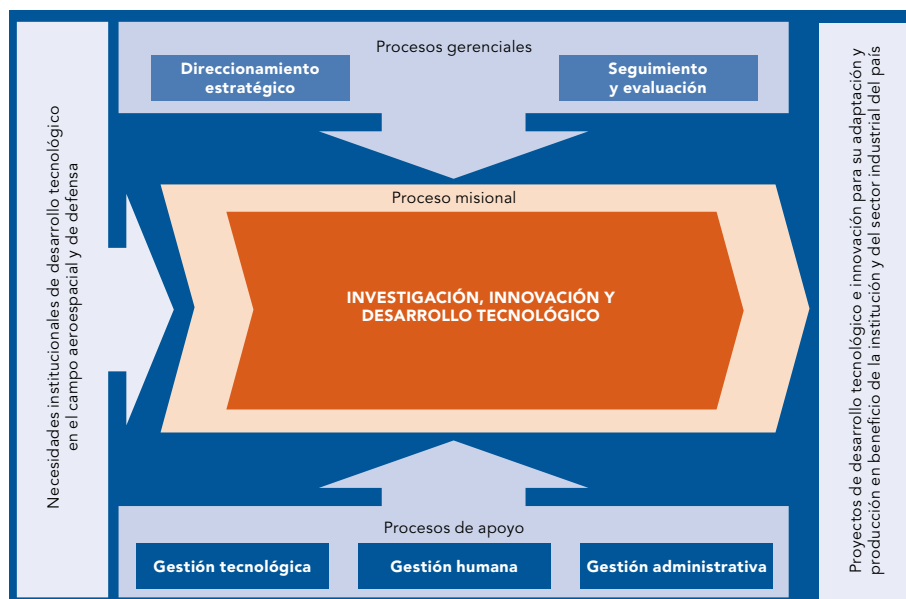 Necesidades institucionales de desarrollo tecnológico
en el campo aeroespacial y de defensa
Procesos gerenciales
Direccionamiento
estratégico
Seguimiento
y evaluación
Proceso misional
INVESTIGACIÓN, INNOVACIÓN Y
DESARROLLO TECNOLÓGICO
Procesos de apoyo
Gestión tecnológica
Gestión humana
Gestión administrativa
Proyectos de desarrollo tecnológico e innovación para su adaptación y
producción en beneficio de la institución y del sector industrial del país